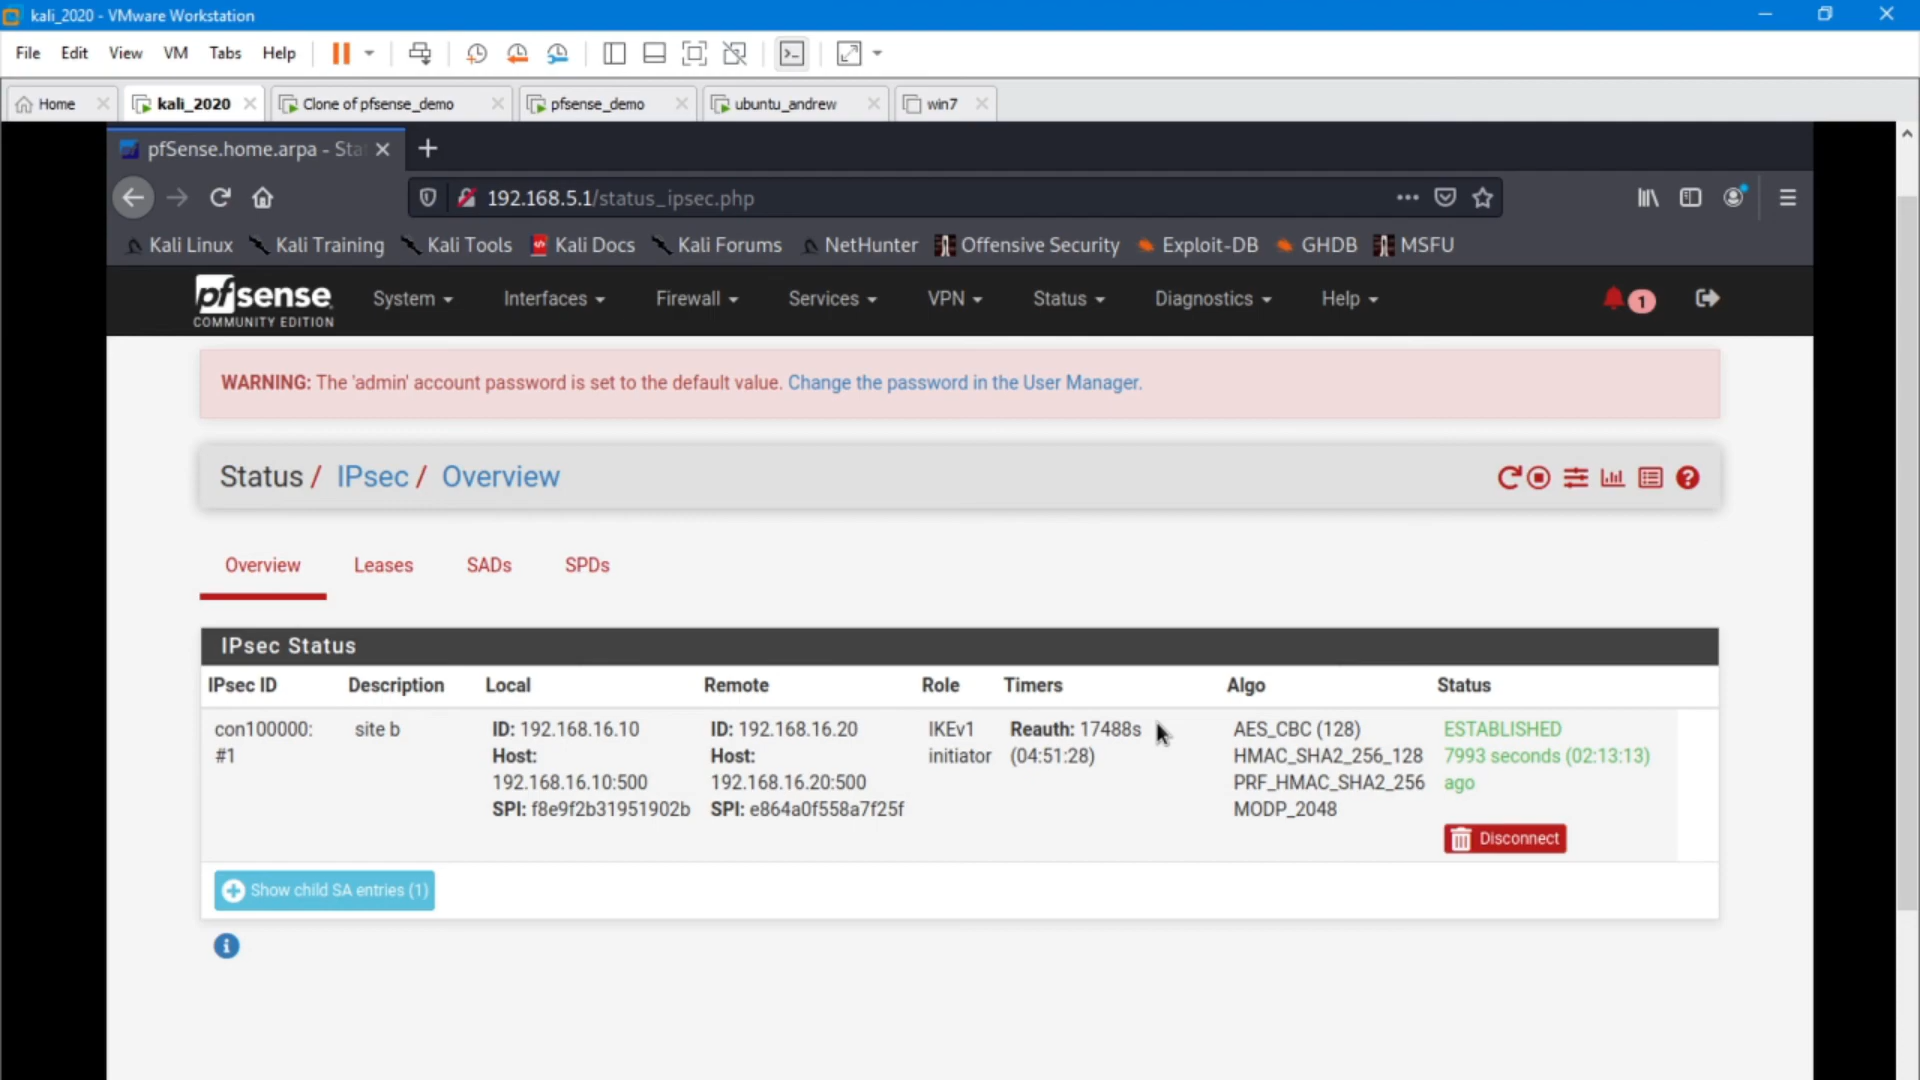 kali_2020 - VMware Workstation
File Edit View VM Tabs Help
Home kali_2020 Clone of pfsense_demo pfsense_demo ubuntu_andrew win7
pfSense.home.arpa - Sta
192.168.5.1/status_ipsec.php
Kali Linux Kali Training Kali Tools Kali Docs Kali Forums NetHunter Offensive Security Exploit-DB GHDB MSFU
pfsense System Interfaces Firewall Services VPN Status Diagnostics Help 1
COMMUNITY EDITION
WARNING: The 'admin' account password is set to the default value. Change the password in the User Manager.
Status / IPsec / Overview
Overview Leases SADs SPDs
IPsec Status
IPsec ID Description Local Remote Role Timers Algo Status
con100000: site b ID: 192.168.16.10 ID: 192.168.16.20 IKEv1 Reauth: 17488s AES_CBC (128) ESTABLISHED
#1 Host: Host: initiator (04:51:28) HMAC_SHA2_256_128 7993 seconds (02:13:13)
192.168.16.10:500 192.168.16.20:500 PRF_HMAC_SHA2_256 ago
SPI: f8e9f2b31951902b SPI: e864a0f558a7f25f MODP_2048
Disconnect
Show child SA entries (1)